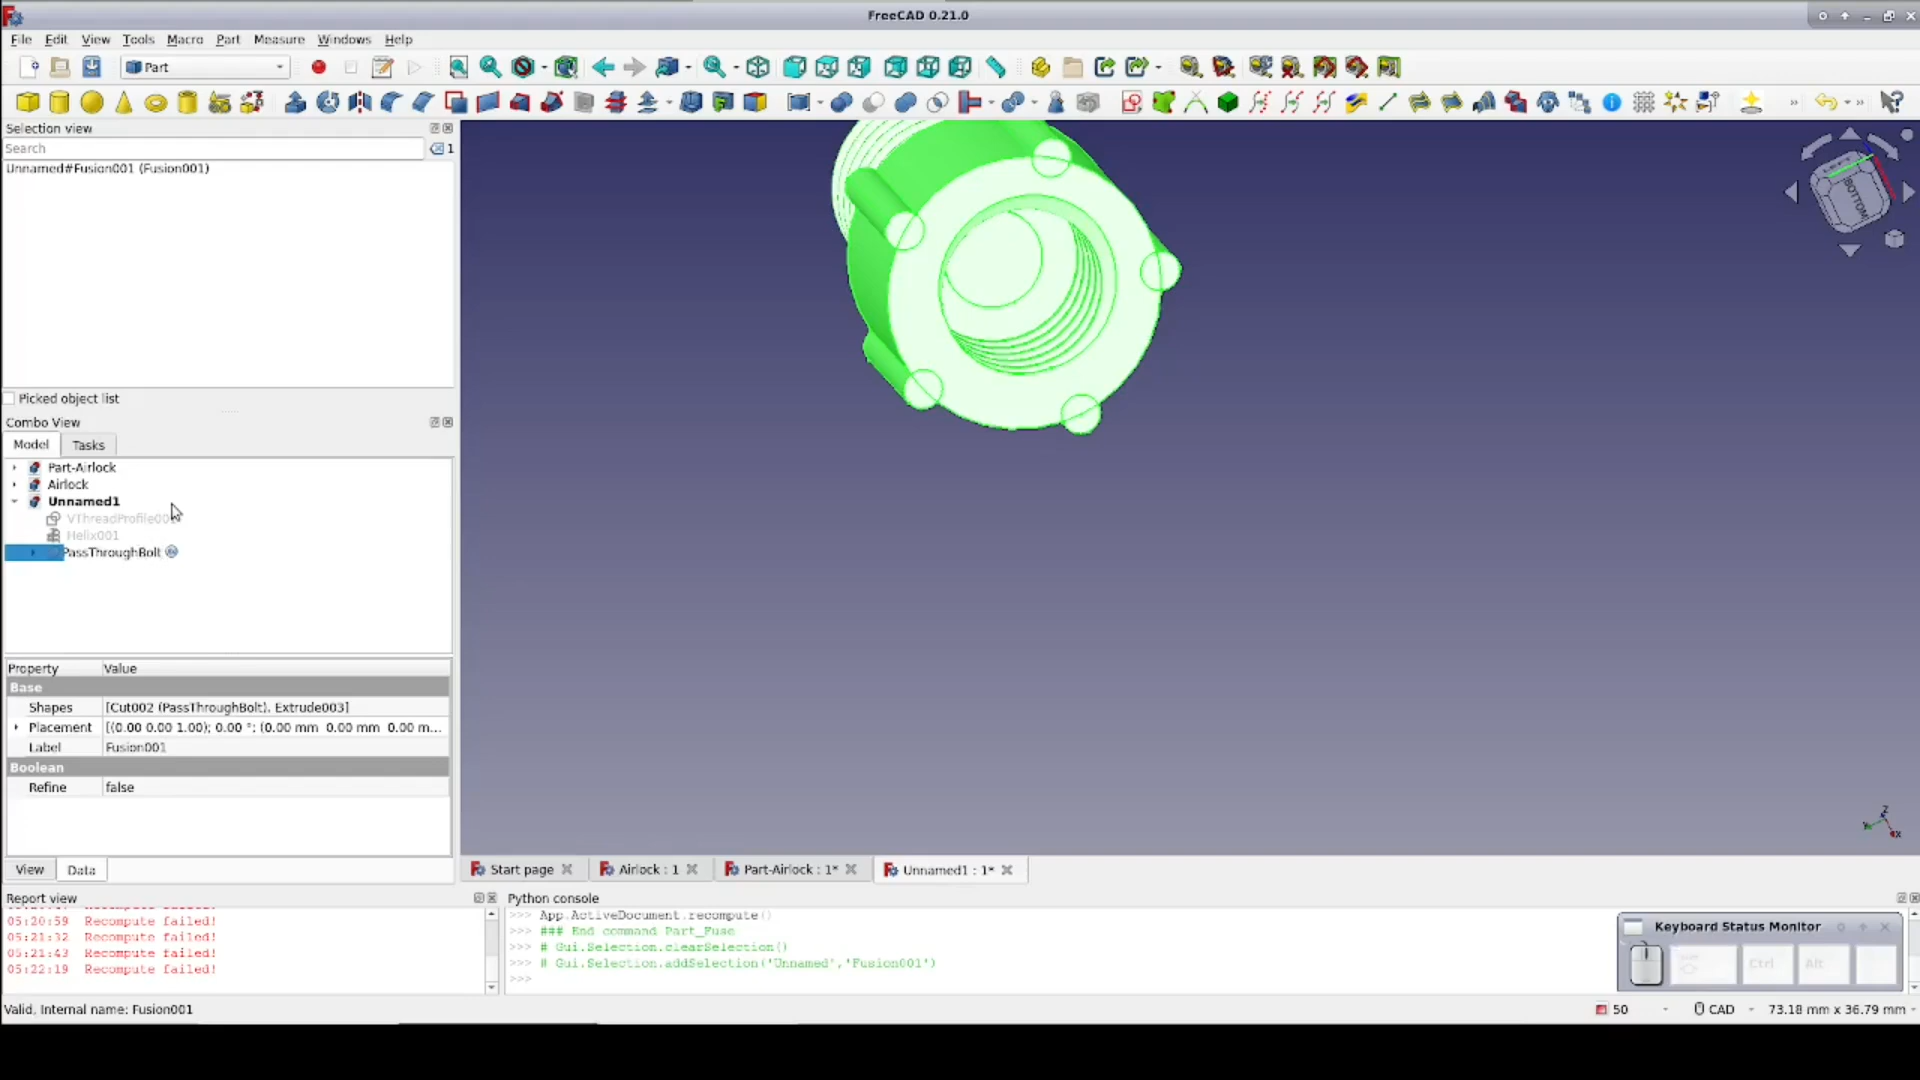 FreeCAD 0.21.0
File Edit View Tools Macro Part Measure Windows Help
Part
Selection view
Search
1
Unnamed#Fusion001 (Fusion001)
Picked object list
Combo View
Model Tasks
Part-Airlock
Airlock
Unnamed1
Helix001
PassThroughBolt
Property Value
Base
Shapes [Cut002 (PassThroughBolt), Extrude003]
Placement [(0.00 0.00 1.00); 0.00 °; (0.00 mm 0.00 mm 0.00 m...
Label Fusion001
Boolean
Refine false
View Data
BOTTOM
Z
Y
X
Start page
Airlock : 1
Part-Airlock : 1*
Unnamed1 : 1*
Report view
05:20:59 Recompute failed!
05:21:32 Recompute failed!
05:21:43 Recompute failed!
05:22:19 Recompute failed!
Python console
>>> App.ActiveDocument.recompute()
>>> ### End command Part_Fuse
>>> # Gui.Selection.clearSelection()
>>> # Gui.Selection.addSelection('Unnamed','Fusion001')
>>>
Keyboard Status Monitor
Ctrl Alt
Valid, Internal name: Fusion001
50
CAD
73.18 mm x 36.79 mm